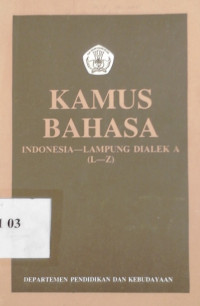 KAMUS
BAHASA
INDONESIA—LAMPUNG DIALEK A
(L—Z)
03
DEPARTEMEN PENDIDIKAN DAN KEBUDAYAAN